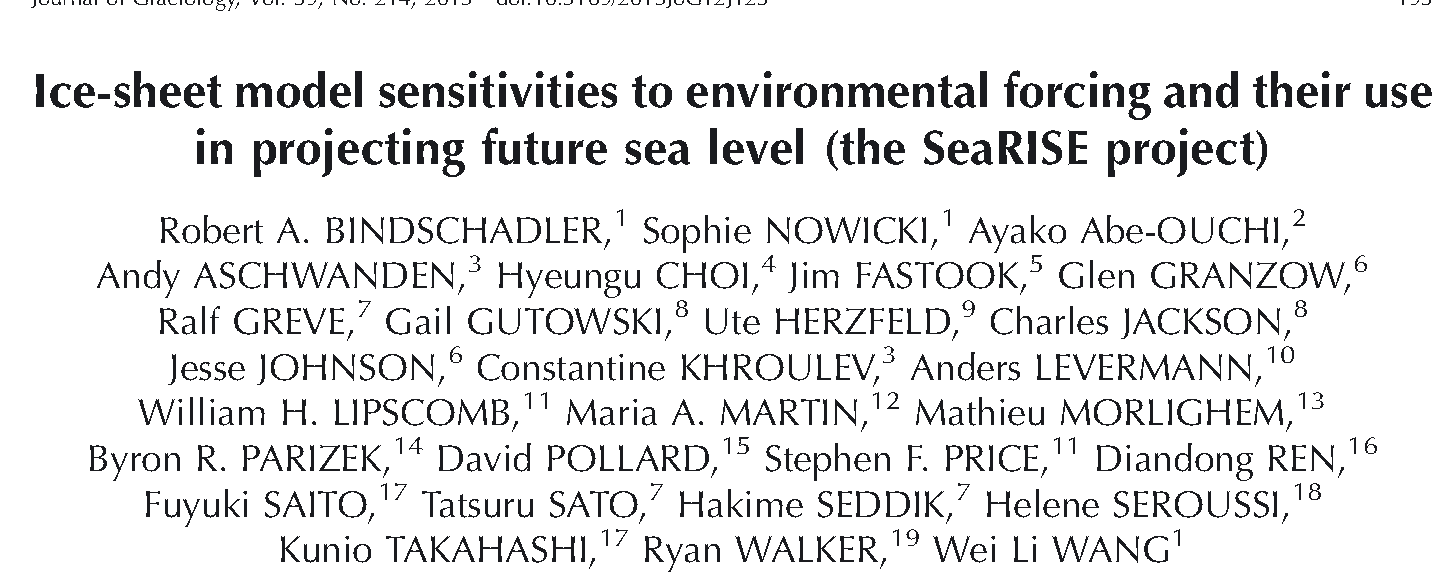 Journal of Glaciology, Vol. 59, No. 214, 2013 doi:10.3189/2013JoG12J125 195
Ice-sheet model sensitivities to environmental forcing and their use
in projecting future sea level (the SeaRISE project)
Robert A. BINDSCHADLER,1 Sophie NOWICKI,1 Ayako Abe-OUCHI,2
Andy ASCHWANDEN,3 Hyeungu CHOI,4 Jim FASTOOK,5 Glen GRANZOW,6
Ralf GREVE,7 Gail GUTOWSKI,8 Ute HERZFELD,9 Charles JACKSON,8
Jesse JOHNSON,6 Constantine KHROULEV,3 Anders LEVERMANN,10
William H. LIPSCOMB,11 Maria A. MARTIN,12 Mathieu MORLIGHEM,13
Byron R. PARIZEK,14 David POLLARD,15 Stephen F. PRICE,11 Diandong REN,16
Fuyuki SAITO,17 Tatsuru SATO,7 Hakime SEDDIK,7 Helene SEROUSSI,18
Kunio TAKAHASHI,17 Ryan WALKER,19 Wei Li WANG1